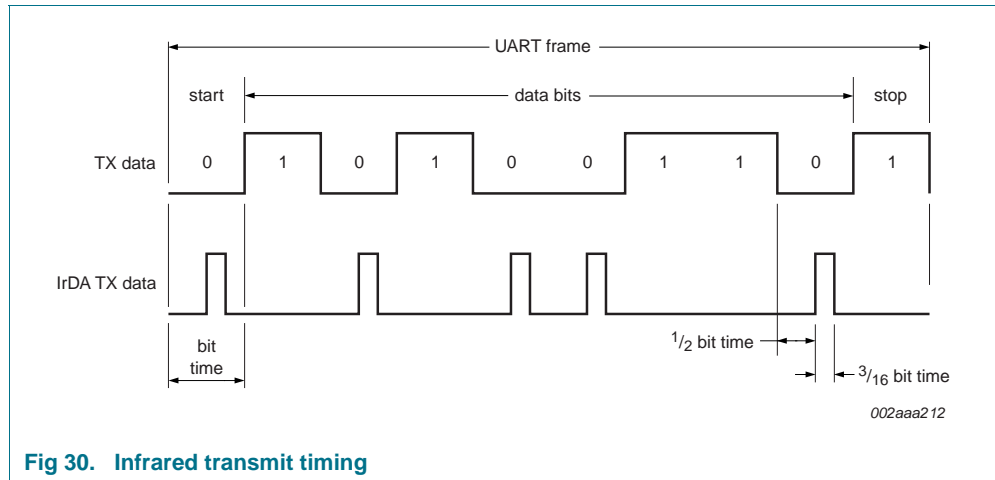 UART frame
start
data bits
stop
TX data
0 1 0 1 0 0 1 1 0 1
IrDA TX data
bit
time
1/2 bit time
3/16 bit time
002aaa212
Fig 30. Infrared transmit timing